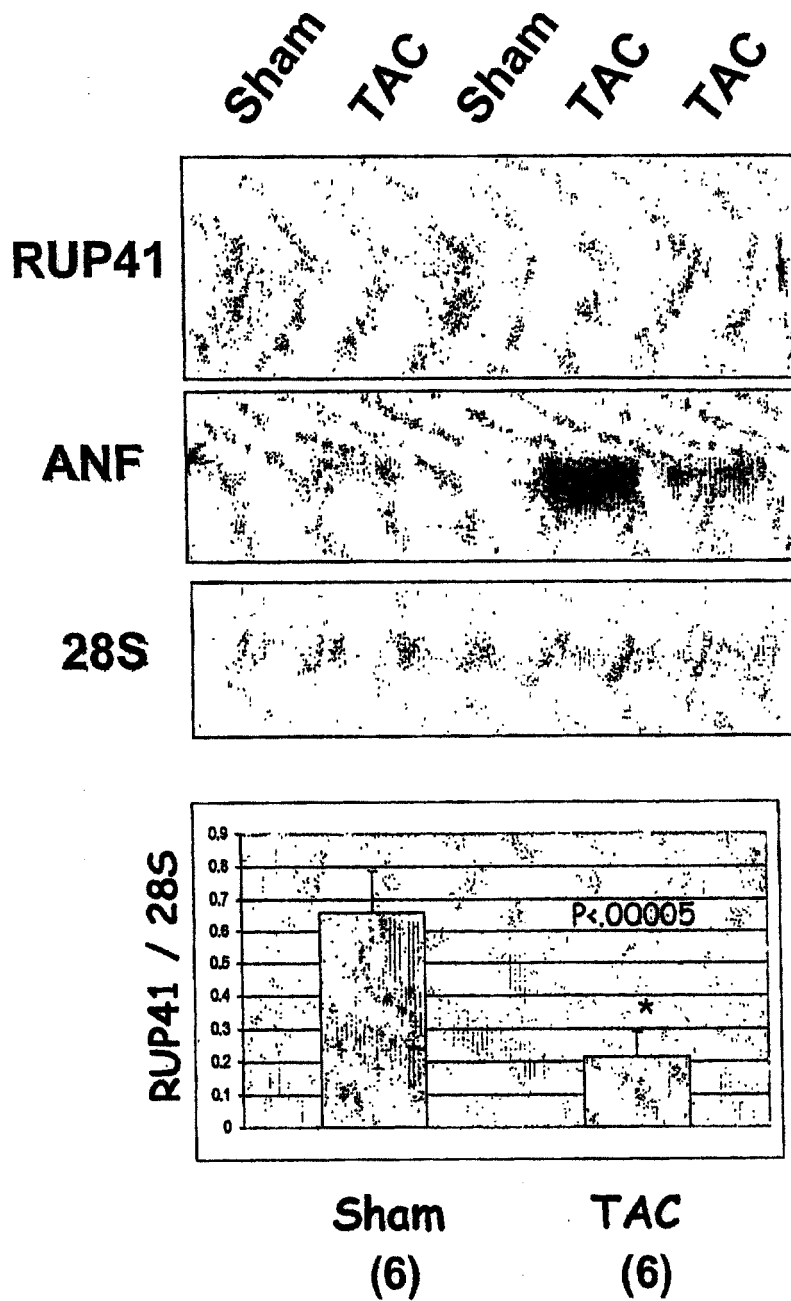 Sham TAC Sham TAC TAC
RUP41
ANF
28S
RUP41 / 28S
0.9
0.8
0.7
0.6
0.5
0.4
0.3
0.2
0.1
0
P<.00005
*
Sham TAC
(6) (6)